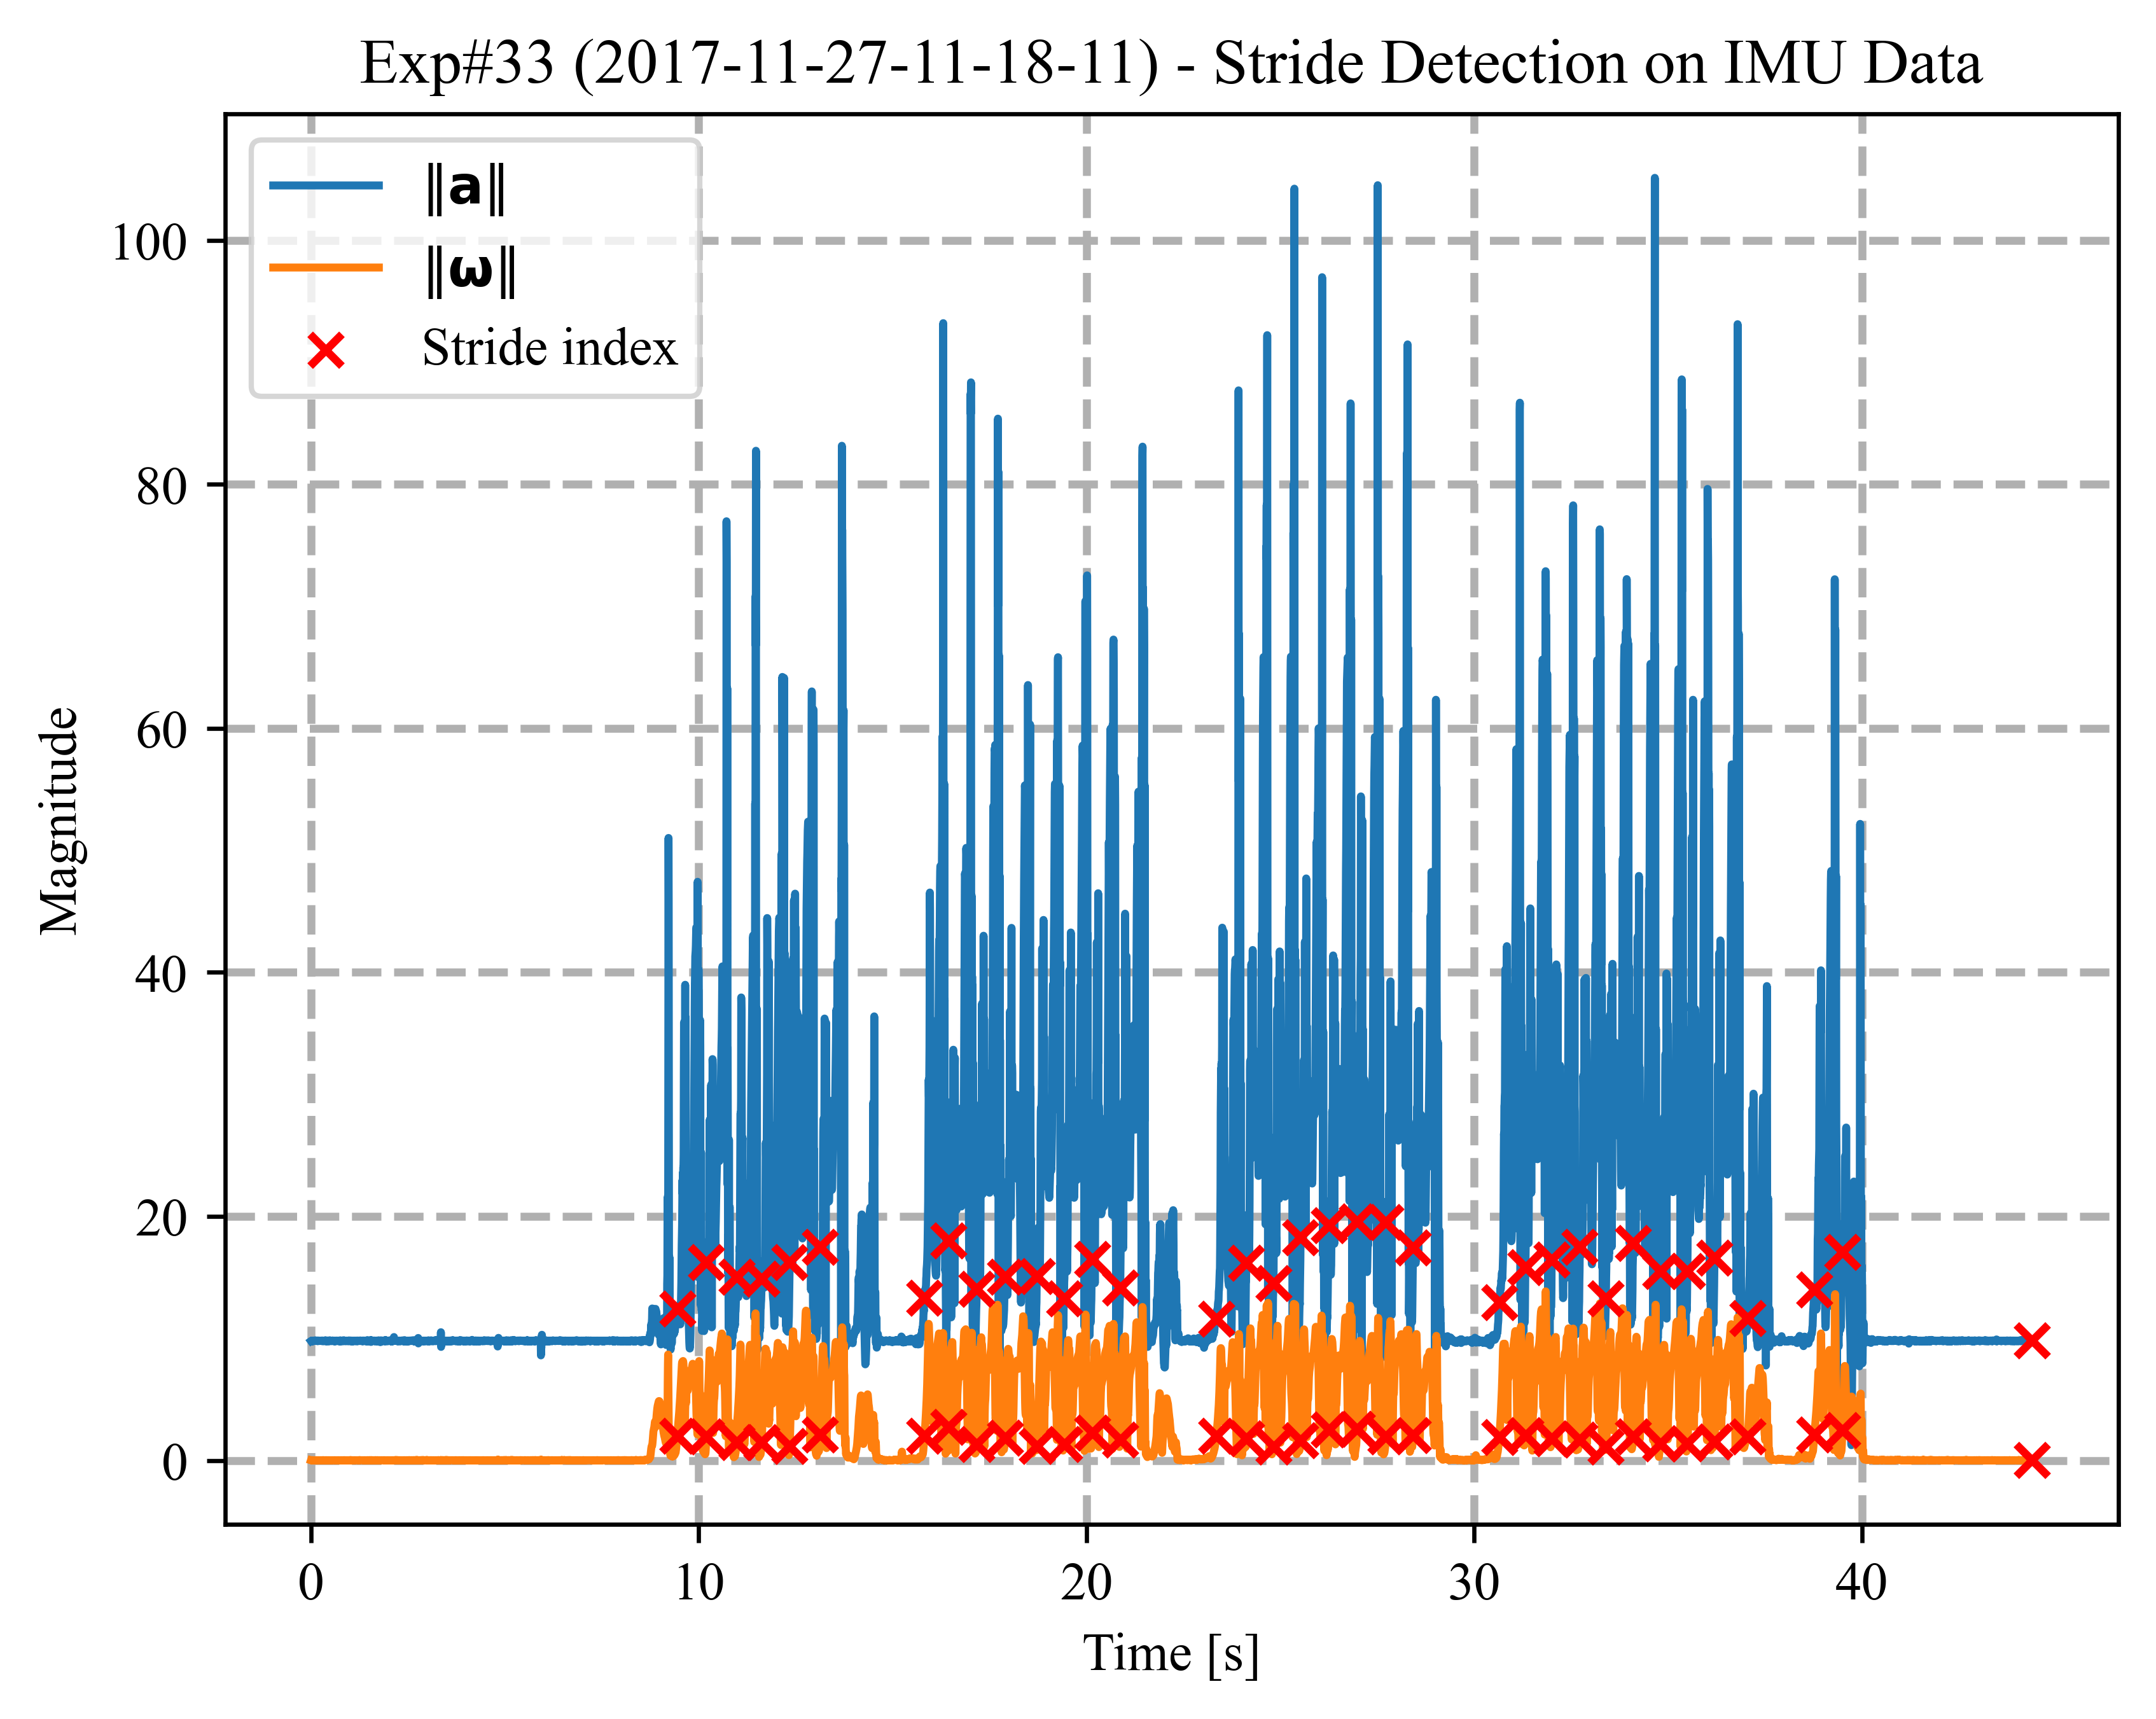 Exp#33 (2017-11-27-11-18-11) - Stride Detection on IMU Data
‖a‖
‖ω‖
Stride index
100
80
60
40
20
0
Magnitude
0 10 20 30 40
Time [s]